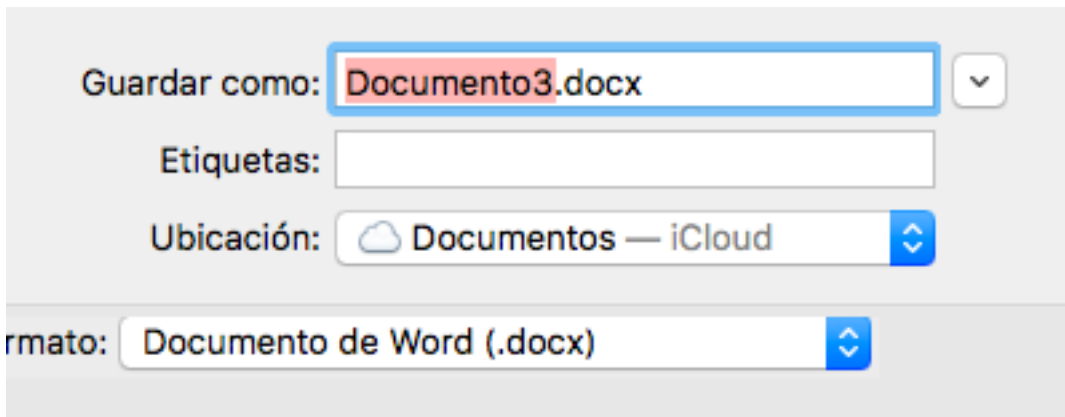 Guardar como: Documento3.docx
Etiquetas:
Ubicación: Documentos — iCloud
rmato: Documento de Word (.docx)